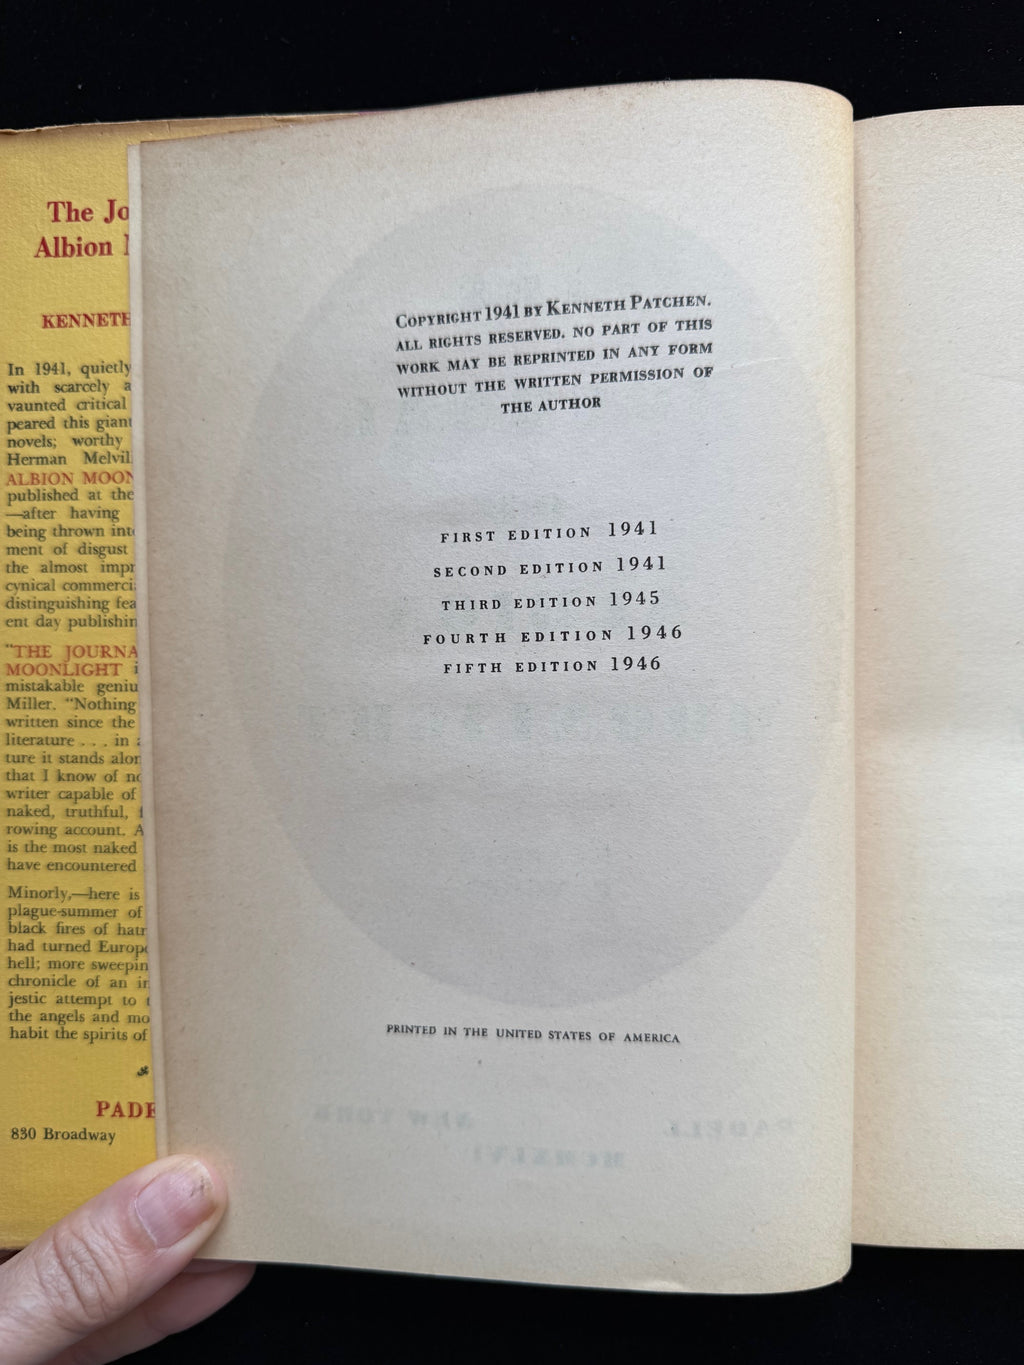 The Jo
Albion
KENNETH
In 1941, quietly
with scarcely a
vaunted critical
peared this giant
novels; worthy
Herman Melvil
ALBION MOON
published at the
—after having
being thrown int
ment of disgust
the almost impr
cynical commerci
distinguishing fea
ent day publishin
"THE JOURNA
MOONLIGHT
mistakable geniu
Miller. "Nothing
written since the
literature . . . in a
ture it stands alor
that I know of no
writer capable of
naked, truthful,
rowing account. A
is the most naked
have encountered
Minorly,—here is
plague-summer of
black fires of hatr
had turned Europe
hell; more sweepin
chronicle of an in
jestic attempt to t
the angels and mo
habit the spirits of
PADE
830 Broadway
COPYRIGHT 1941 BY KENNETH PATCHEN.
ALL RIGHTS RESERVED. NO PART OF THIS
WORK MAY BE REPRINTED IN ANY FORM
WITHOUT THE WRITTEN PERMISSION OF
THE AUTHOR
FIRST EDITION 1941
SECOND EDITION 1941
THIRD EDITION 1945
FOURTH EDITION 1946
FIFTH EDITION 1946
PRINTED IN THE UNITED STATES OF AMERICA
PADELL NEW YORK
MCMXLVI